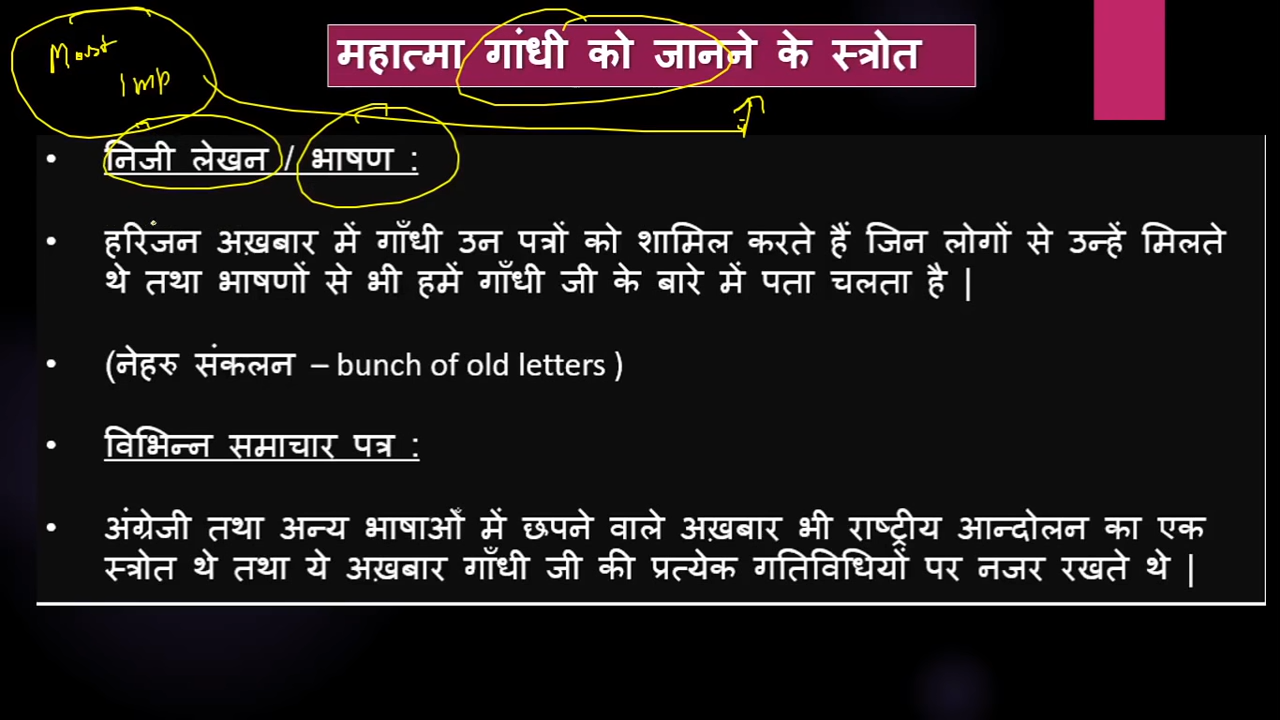 Most
Imp
महात्मा गांधी को जानने के स्त्रोत
• निजी लेखन / भाषण :
• हरिजन अख़बार में गाँधी उन पत्रों को शामिल करते हैं जिन लोगों से उन्हें मिलते
थे तथा भाषणों से भी हमें गाँधी जी के बारे में पता चलता है |
• (नेहरु संकलन – bunch of old letters )
• विभिन्न समाचार पत्र :
• अंग्रेजी तथा अन्य भाषाओँ में छपने वाले अख़बार भी राष्ट्रीय आन्दोलन का एक
स्त्रोत थे तथा ये अख़बार गाँधी जी की प्रत्येक गतिविधियों पर नजर रखते थे |